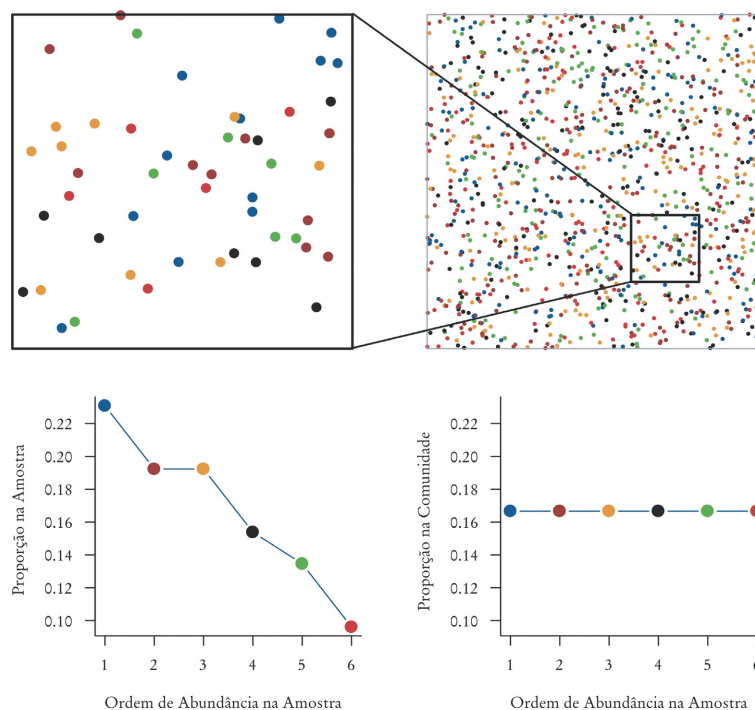 0.22
0.20
0.18
0.16
0.14
0.12
0.10
Proporção na Amostra
1 2 3 4 5 6
Ordem de Abundância na Amostra
0.22
0.20
0.18
0.16
0.14
0.12
0.10
Proporção na Comunidade
1 2 3 4 5 6
Ordem de Abundância na Amostra